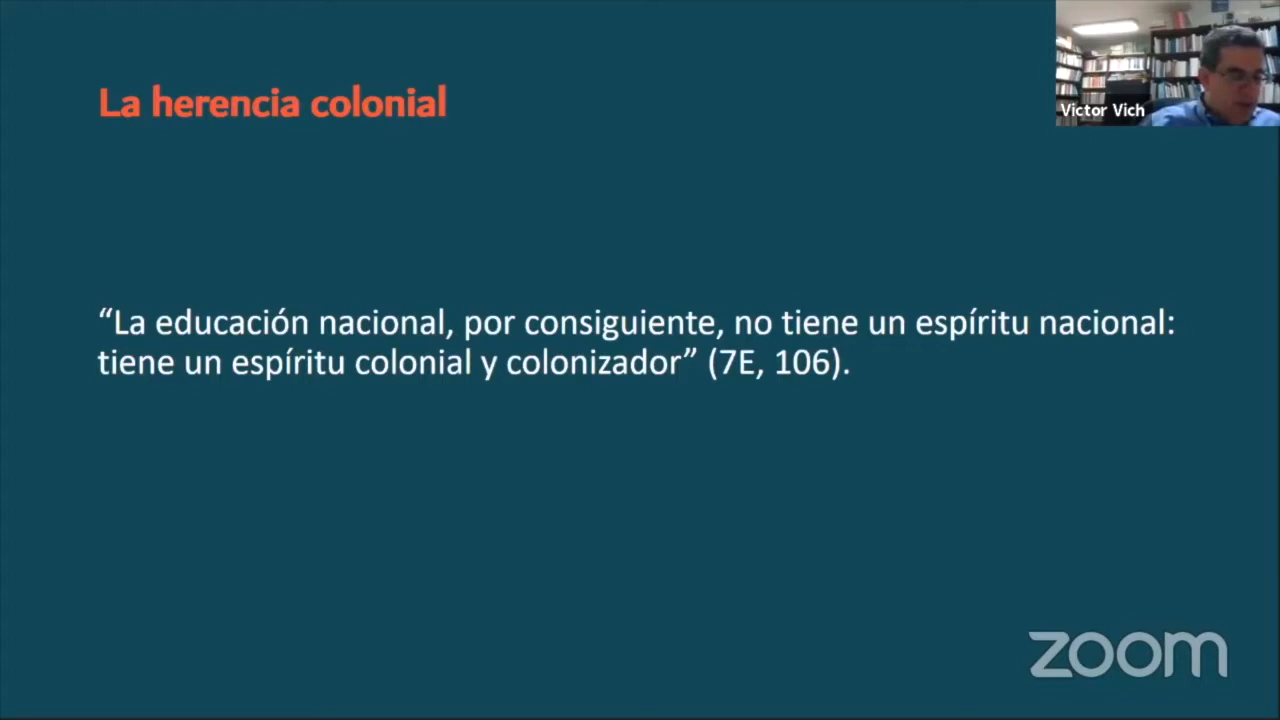 La herencia colonial
Victor Vich
“La educación nacional, por consiguiente, no tiene un espíritu nacional:
tiene un espíritu colonial y colonizador” (7E, 106).
zoom